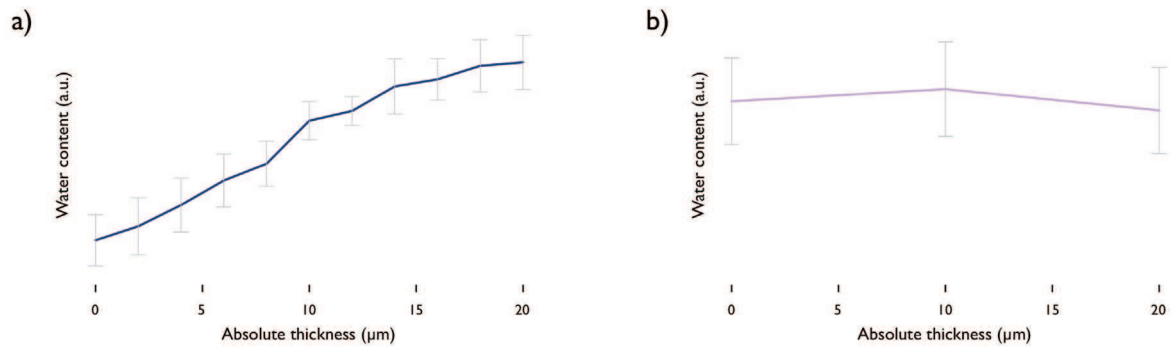 a)
Water content (a.u.)
0 5 10 15 20
Absolute thickness (µm)
b)
Water content (a.u.)
0 5 10 15 20
Absolute thickness (µm)